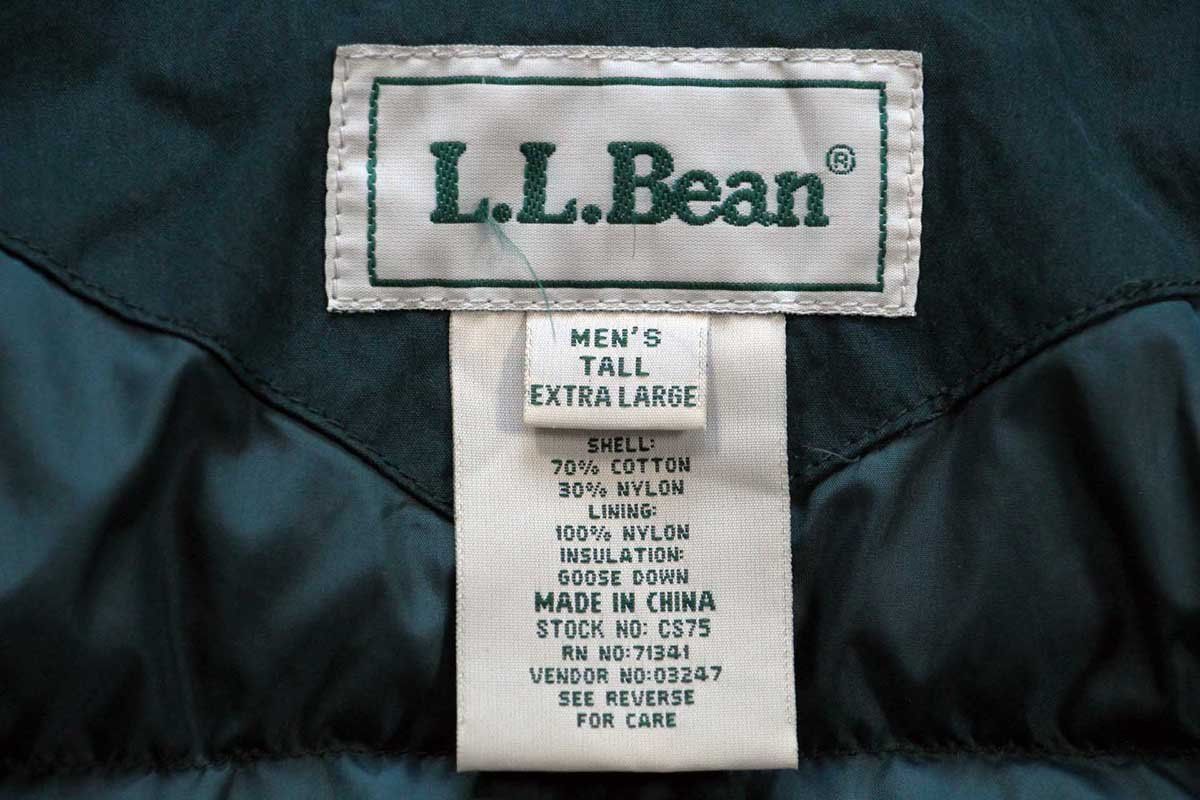 L.L.Bean®
MEN'S
TALL
EXTRA LARGE
SHELL:
70% COTTON
30% NYLON
LINING:
100% NYLON
INSULATION:
GOOSE DOWN
MADE IN CHINA
STOCK NO: CS75
RN NO:71341
VENDOR NO:03247
SEE REVERSE
FOR CARE